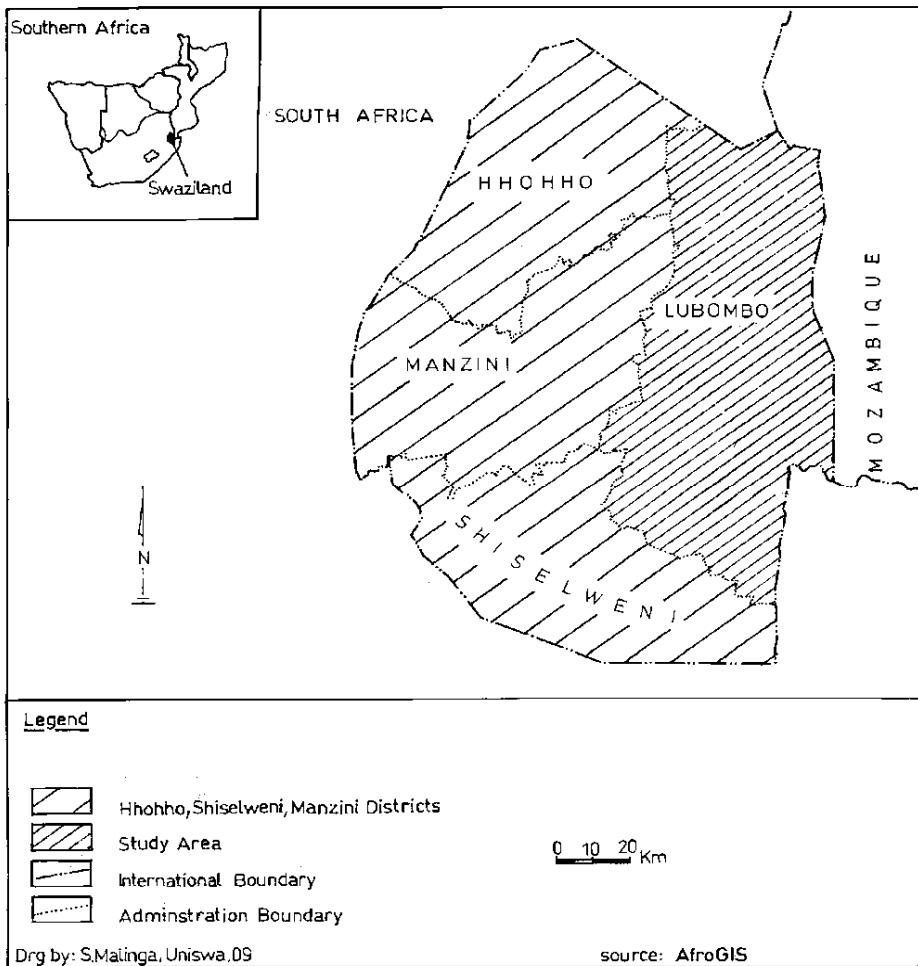 Southern Africa
Swaziland
SOUTH AFRICA
HHOHHO
LUBOMBO
MANZINI
MOZAMBIQUE
SHISELWENI
N
Legend
Hhohho, Shiselweni, Manzini Districts
Study Area
International Boundary
Adminstration Boundary
0 10 20 Km
Drg by: S.Malinga, Uniswa,09
source: AfroGIS